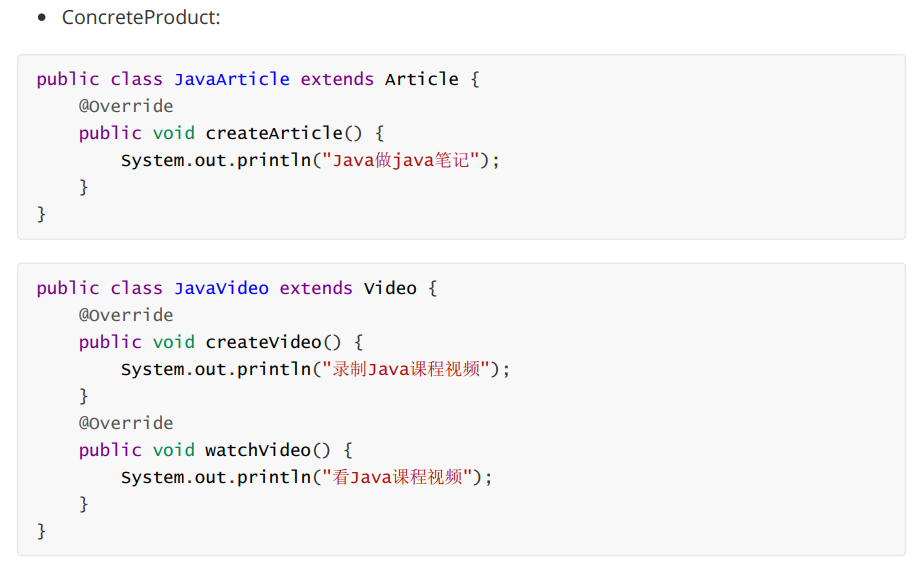 • ConcreteProduct:
public class JavaArticle extends Article {
    @Override
    public void createArticle() {
        System.out.println("Java做java笔记");
    }
}
public class JavaVideo extends Video {
    @Override
    public void createVideo() {
        System.out.println("录制Java课程视频");
    }
    @Override
    public void watchVideo() {
        System.out.println("看Java课程视频");
    }
}